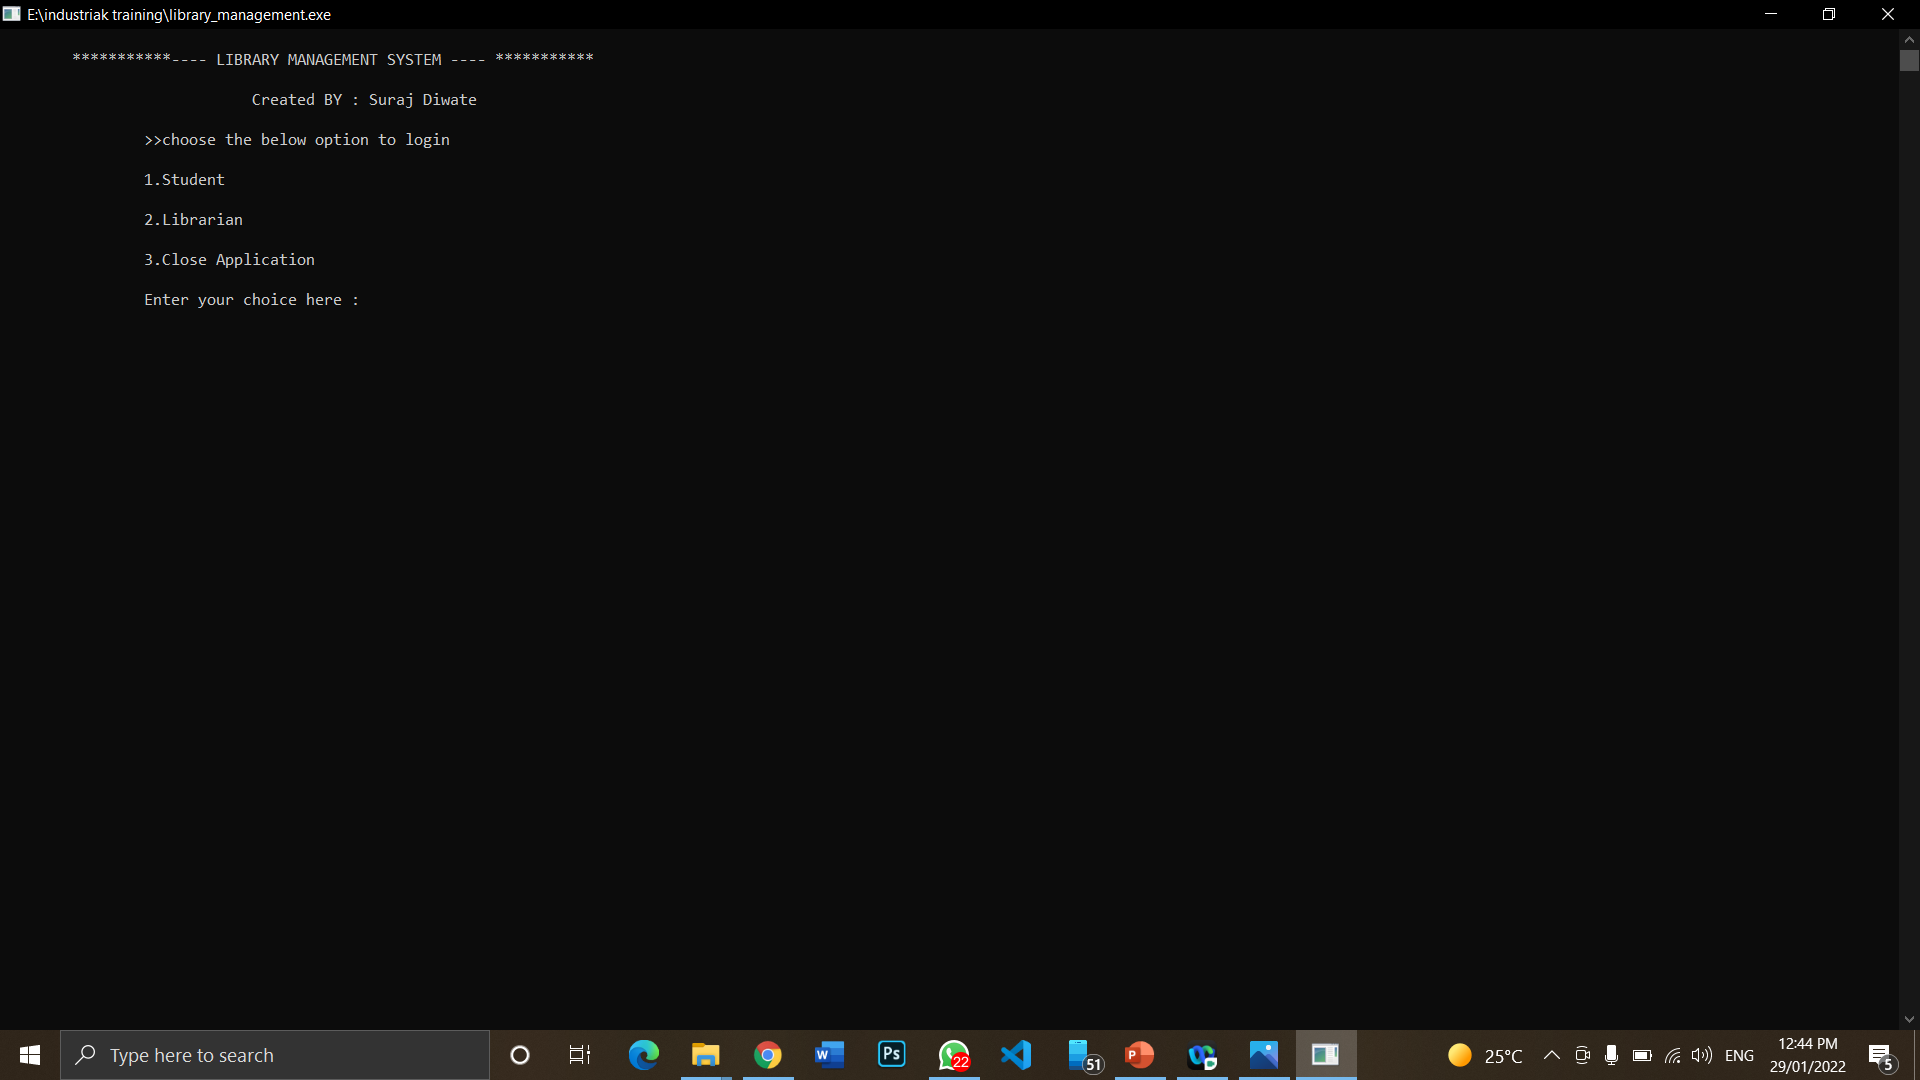 E:\industriak training\library_management.exe
***********---- LIBRARY MANAGEMENT SYSTEM ---- ***********
Created BY : Suraj Diwate
>>choose the below option to login
1.Student
2.Librarian
3.Close Application
Enter your choice here :
Type here to search
W
Ps
22
51
P
25°C
ENG
12:44 PM
29/01/2022
5